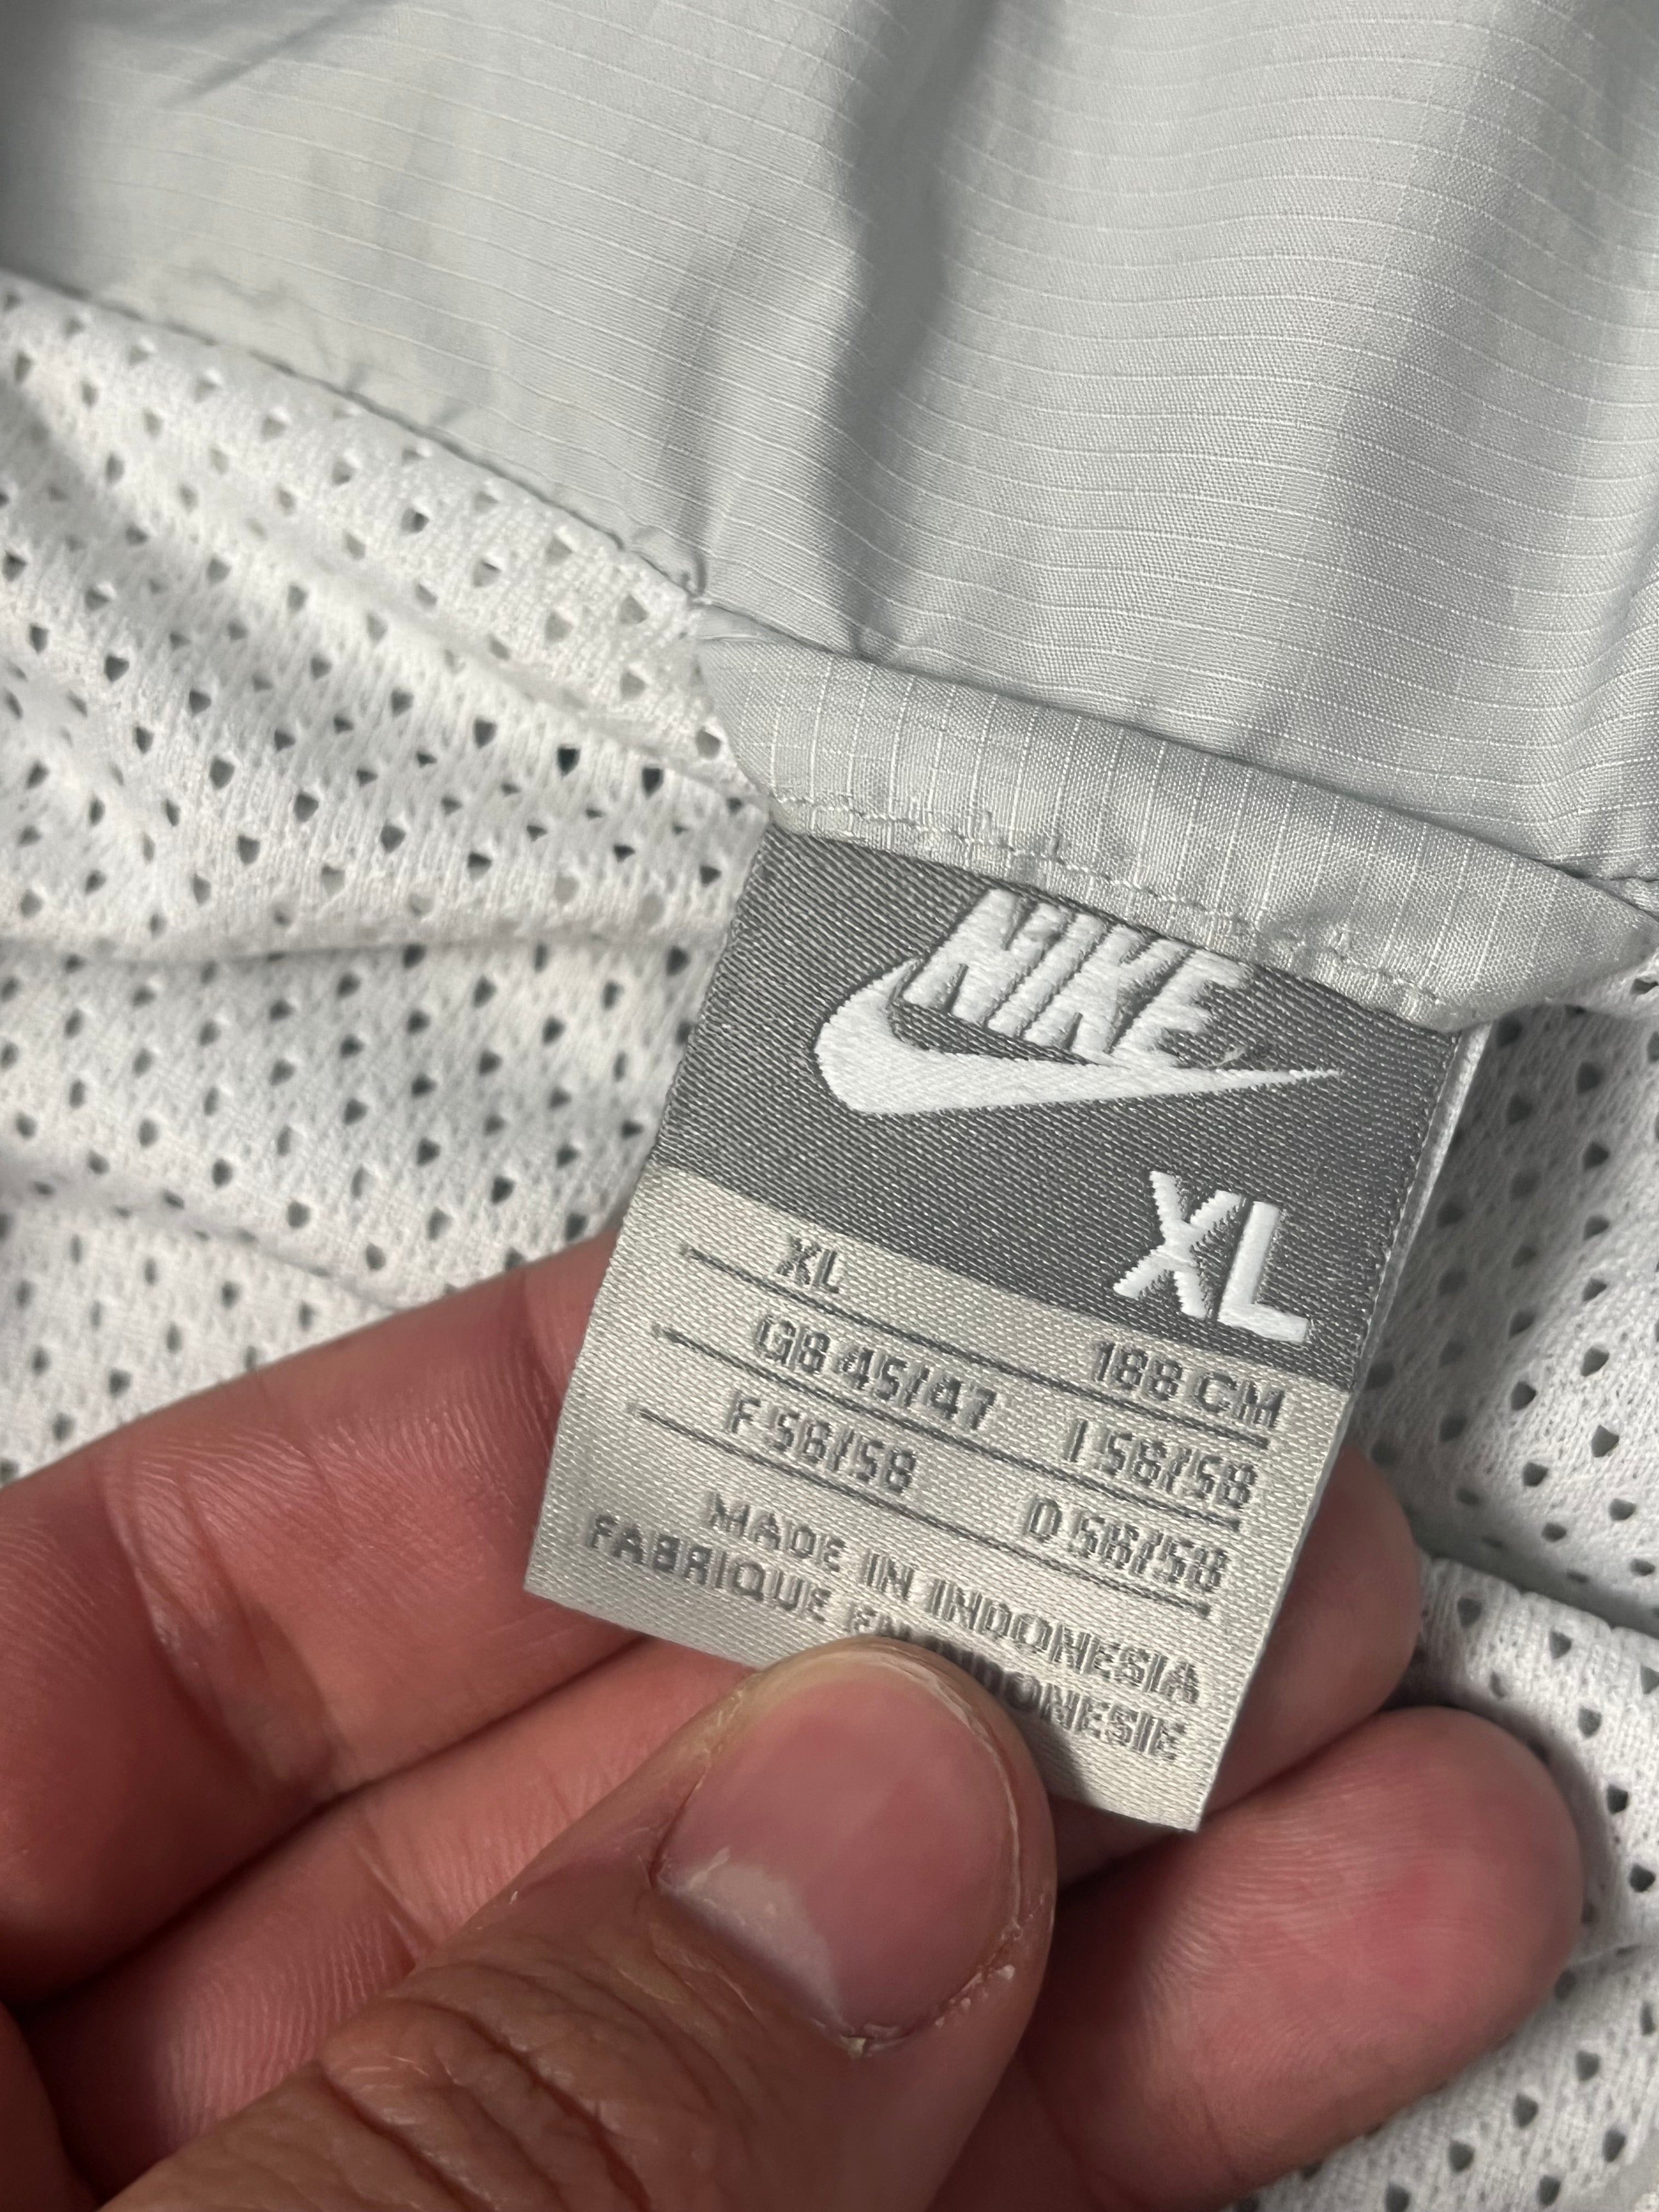 NIKE
XL
XL 188 CM
GB 45/47 I 56/58
F 56/58 D 56/58
MADE IN INDONESIA
FABRIQUE EN INDONESIE